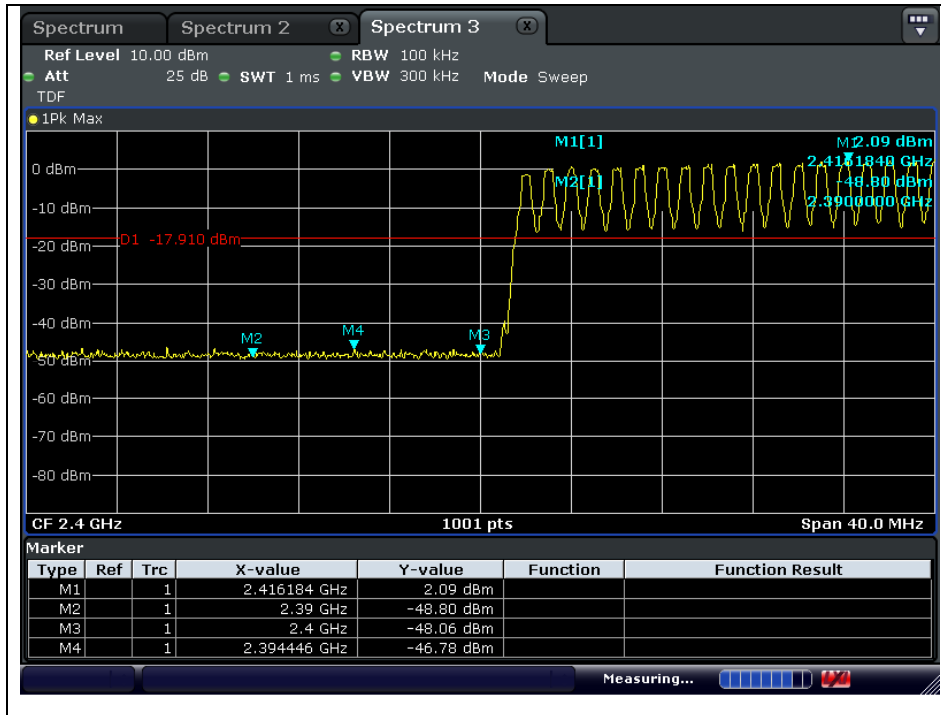 Spectrum Spectrum 2 X Spectrum 3 X
Ref Level 10.00 dBm RBW 100 kHz
Att 25 dB SWT 1 ms VBW 300 kHz Mode Sweep
TDF
1Pk Max
M1[1] M1 2.09 dBm
2.4161840 GHz
M2[1] -48.80 dBm
2.3900000 GHz
0 dBm
-10 dBm
D1 -17.910 dBm
-20 dBm
-30 dBm
-40 dBm
M2 M4 M3
-50 dBm
-60 dBm
-70 dBm
-80 dBm
CF 2.4 GHz 1001 pts Span 40.0 MHz
Marker
Type Ref Trc X-value Y-value Function Function Result
M1 1 2.416184 GHz 2.09 dBm
M2 1 2.39 GHz -48.80 dBm
M3 1 2.4 GHz -48.06 dBm
M4 1 2.394446 GHz -46.78 dBm
Measuring...